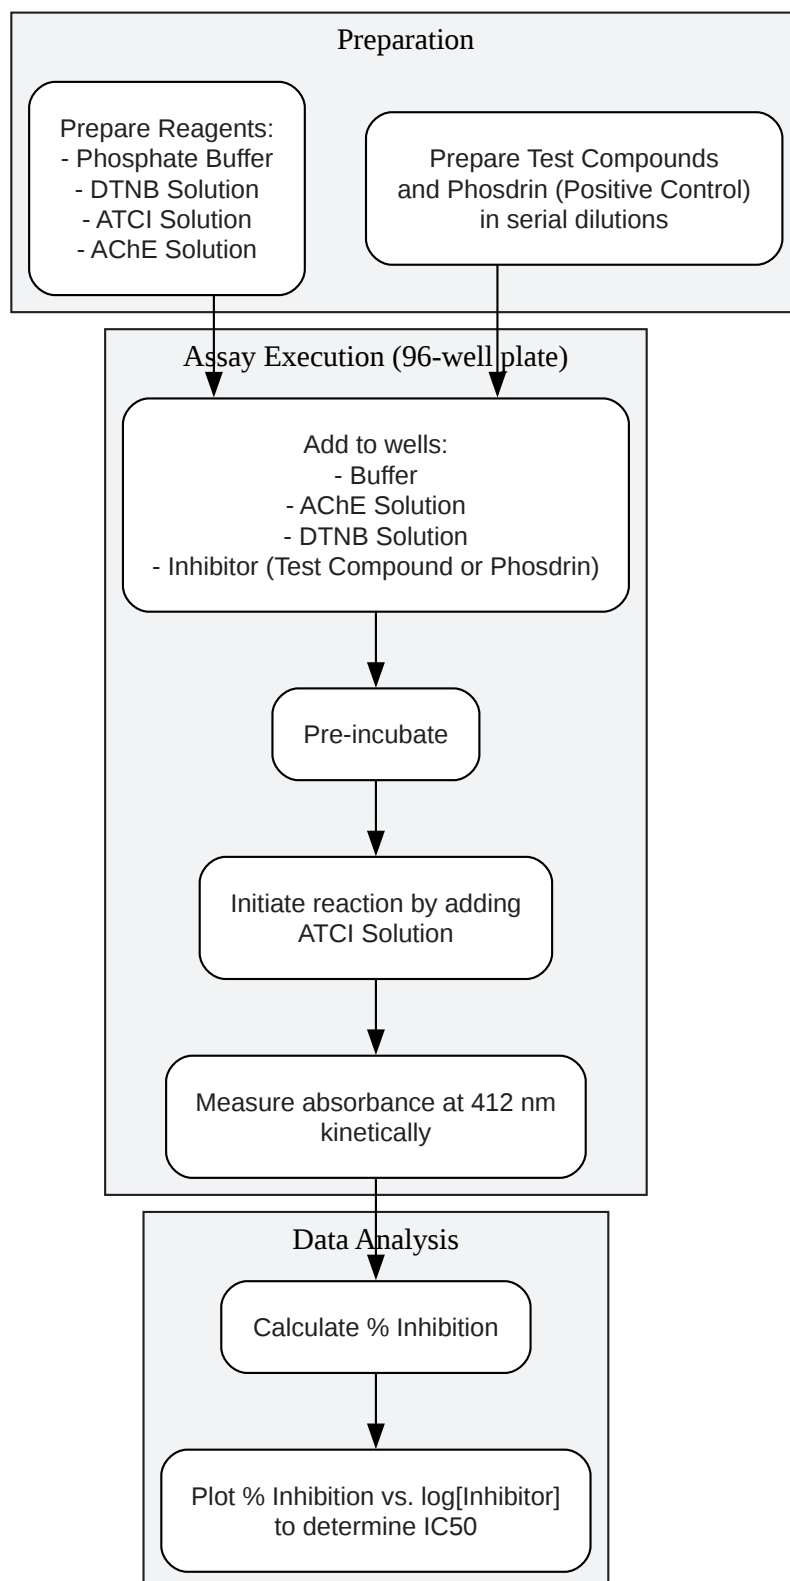 Preparation
Prepare Reagents:
- Phosphate Buffer
- DTNB Solution
- ATCI Solution
- AChE Solution
Prepare Test Compounds
and Phosdrin (Positive Control)
in serial dilutions
Assay Execution (96-well plate)
Add to wells:
- Buffer
- AChE Solution
- DTNB Solution
- Inhibitor (Test Compound or Phosdrin)
Pre-incubate
Initiate reaction by adding
ATCI Solution
Measure absorbance at 412 nm
kinetically
Data Analysis
Calculate % Inhibition
Plot % Inhibition vs. log[Inhibitor]
to determine IC50